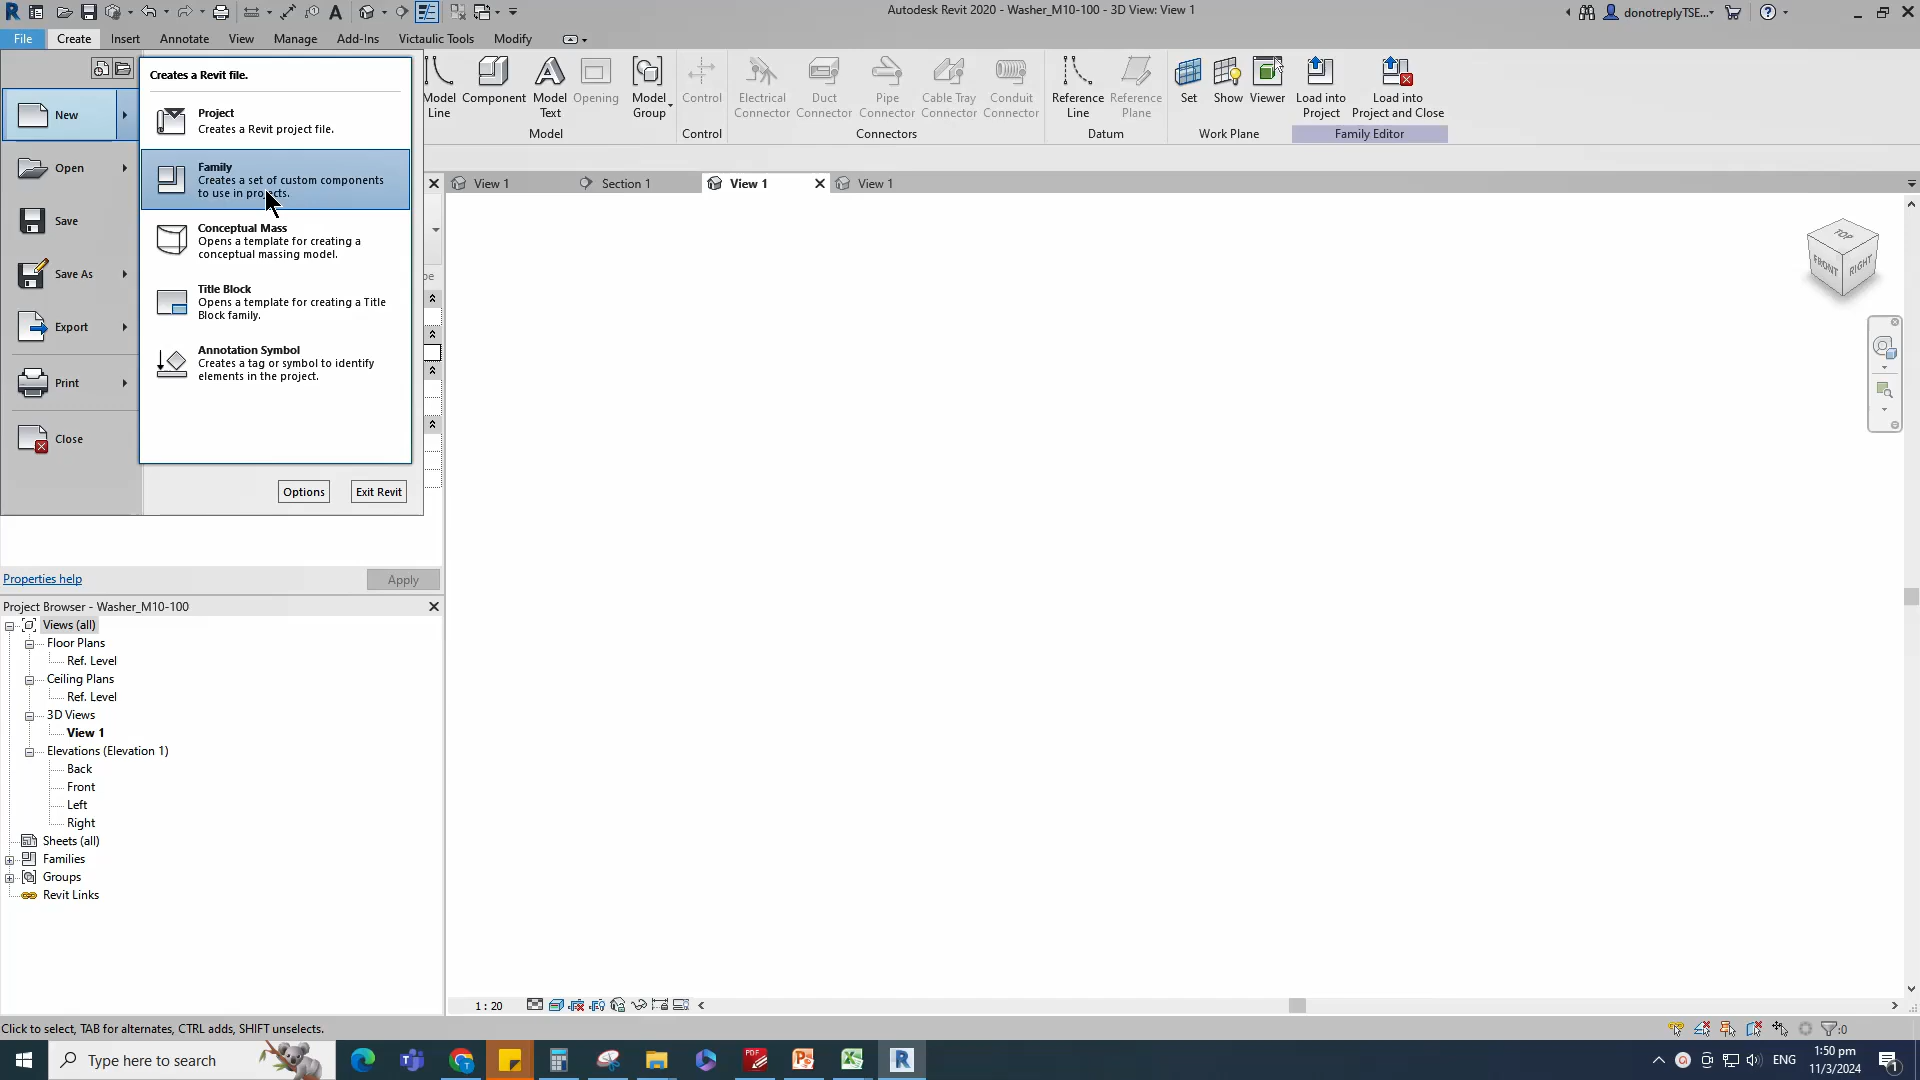 Autodesk Revit 2020 - Washer_M10-100 - 3D View: View 1
donotreplyTSE...
File Create Insert Annotate View Manage Add-Ins Victaulic Tools Modify
Creates a Revit file.
New
Project
Creates a Revit project file.
Family
Creates a set of custom components
to use in projects.
Conceptual Mass
Opens a template for creating a
conceptual massing model.
Title Block
Opens a template for creating a Title
Block family.
Annotation Symbol
Creates a tag or symbol to identify
elements in the project.
Open
Save
Save As
Export
Print
Close
Options Exit Revit
Model Line
Component
Model Text
Opening
Model Group
Model
Control
Control
Electrical Connector
Duct Connector
Pipe Connector
Cable Tray Connector
Conduit Connector
Connectors
Reference Line
Reference Plane
Datum
Set
Show
Viewer
Work Plane
Load into Project
Load into Project and Close
Family Editor
View 1 Section 1 View 1 View 1
pe
TOP
FRONT RIGHT
Properties help Apply
Project Browser - Washer_M10-100
Views (all)
Floor Plans
Ref. Level
Ceiling Plans
Ref. Level
3D Views
View 1
Elevations (Elevation 1)
Back
Front
Left
Right
Sheets (all)
Families
Groups
Revit Links
1 : 20
Click to select, TAB for alternates, CTRL adds, SHIFT unselects.
:0
Type here to search
ENG
1:50 pm
11/3/2024
1